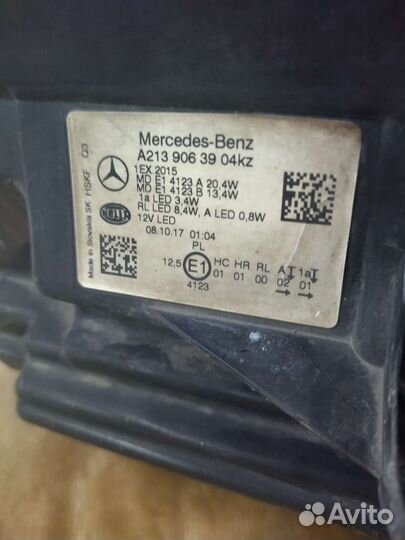 Mercedes-Benz
A213 906 39 04kz
1EX 2015
MD E1 4123 A 20,4W
MD E1 4123 B 13,4W
1a LED 3,4W
RL LED 8,4W, A LED 0,8W
12V LED
08.10.17 01:04
PL
12,5 E1 HC HR RL A 1a
01 01 00 02 01
4123
Made in Slovakia SK HSKF Q3
Avito